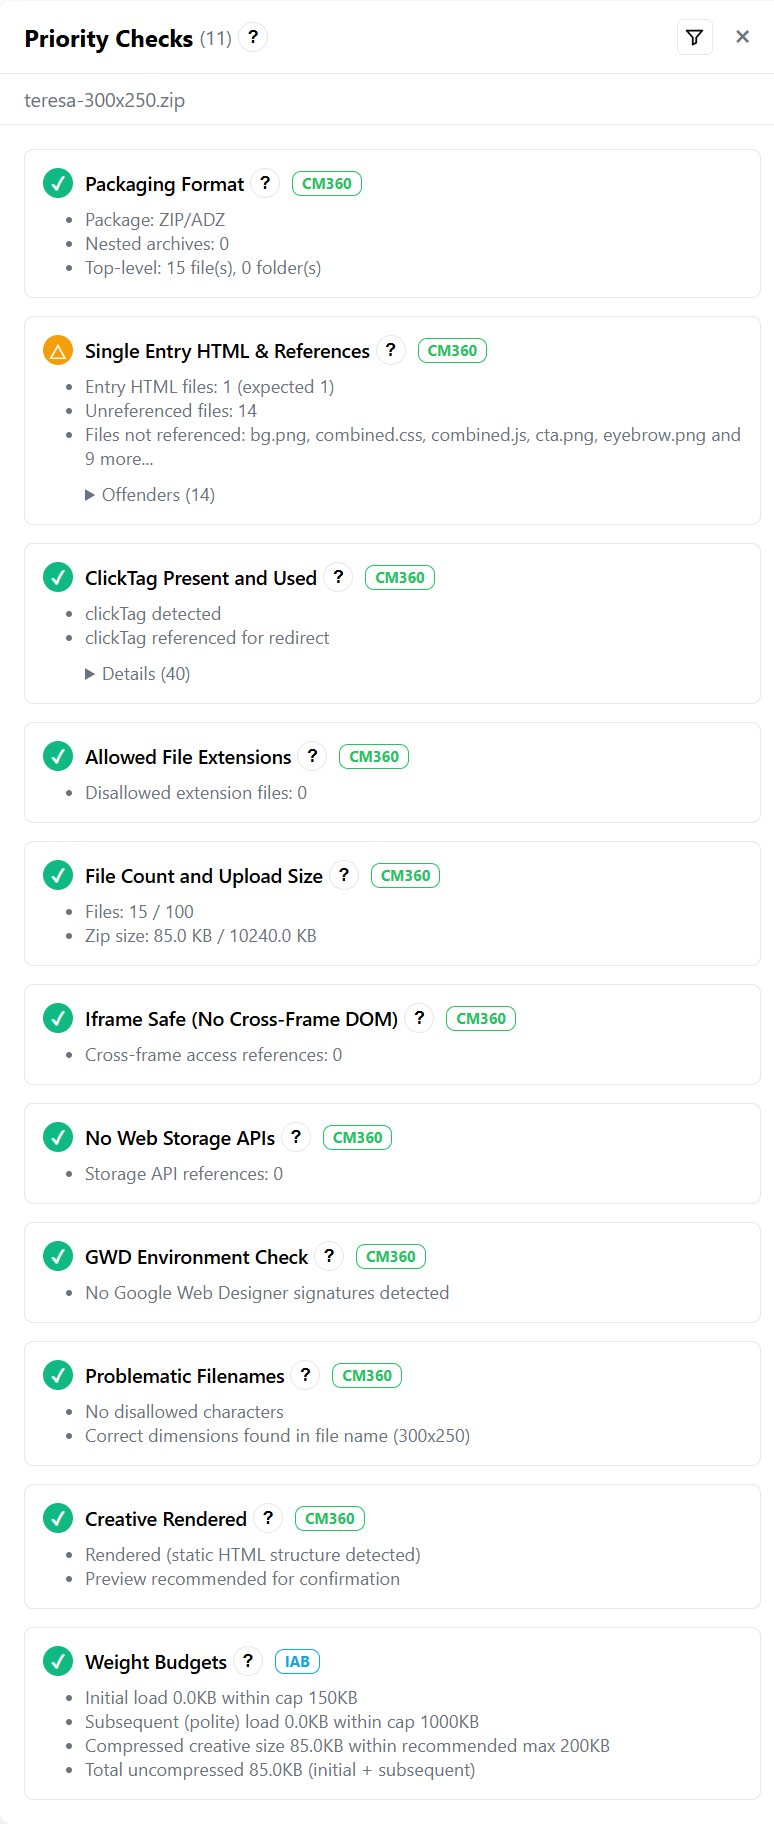 Priority Checks (11) ?
teresa-300x250.zip
Packaging Format ? CM360
• Package: ZIP/ADZ
• Nested archives: 0
• Top-level: 15 file(s), 0 folder(s)
Single Entry HTML & References ? CM360
• Entry HTML files: 1 (expected 1)
• Unreferenced files: 14
• Files not referenced: bg.png, combined.css, combined.js, cta.png, eyebrow.png and
9 more...
▶ Offenders (14)
ClickTag Present and Used ? CM360
• clickTag detected
• clickTag referenced for redirect
▶ Details (40)
Allowed File Extensions ? CM360
• Disallowed extension files: 0
File Count and Upload Size ? CM360
• Files: 15 / 100
• Zip size: 85.0 KB / 10240.0 KB
Iframe Safe (No Cross-Frame DOM) ? CM360
• Cross-frame access references: 0
No Web Storage APIs ? CM360
• Storage API references: 0
GWD Environment Check ? CM360
• No Google Web Designer signatures detected
Problematic Filenames ? CM360
• No disallowed characters
• Correct dimensions found in file name (300x250)
Creative Rendered ? CM360
• Rendered (static HTML structure detected)
• Preview recommended for confirmation
Weight Budgets ? IAB
• Initial load 0.0KB within cap 150KB
• Subsequent (polite) load 0.0KB within cap 1000KB
• Compressed creative size 85.0KB within recommended max 200KB
• Total uncompressed 85.0KB (initial + subsequent)